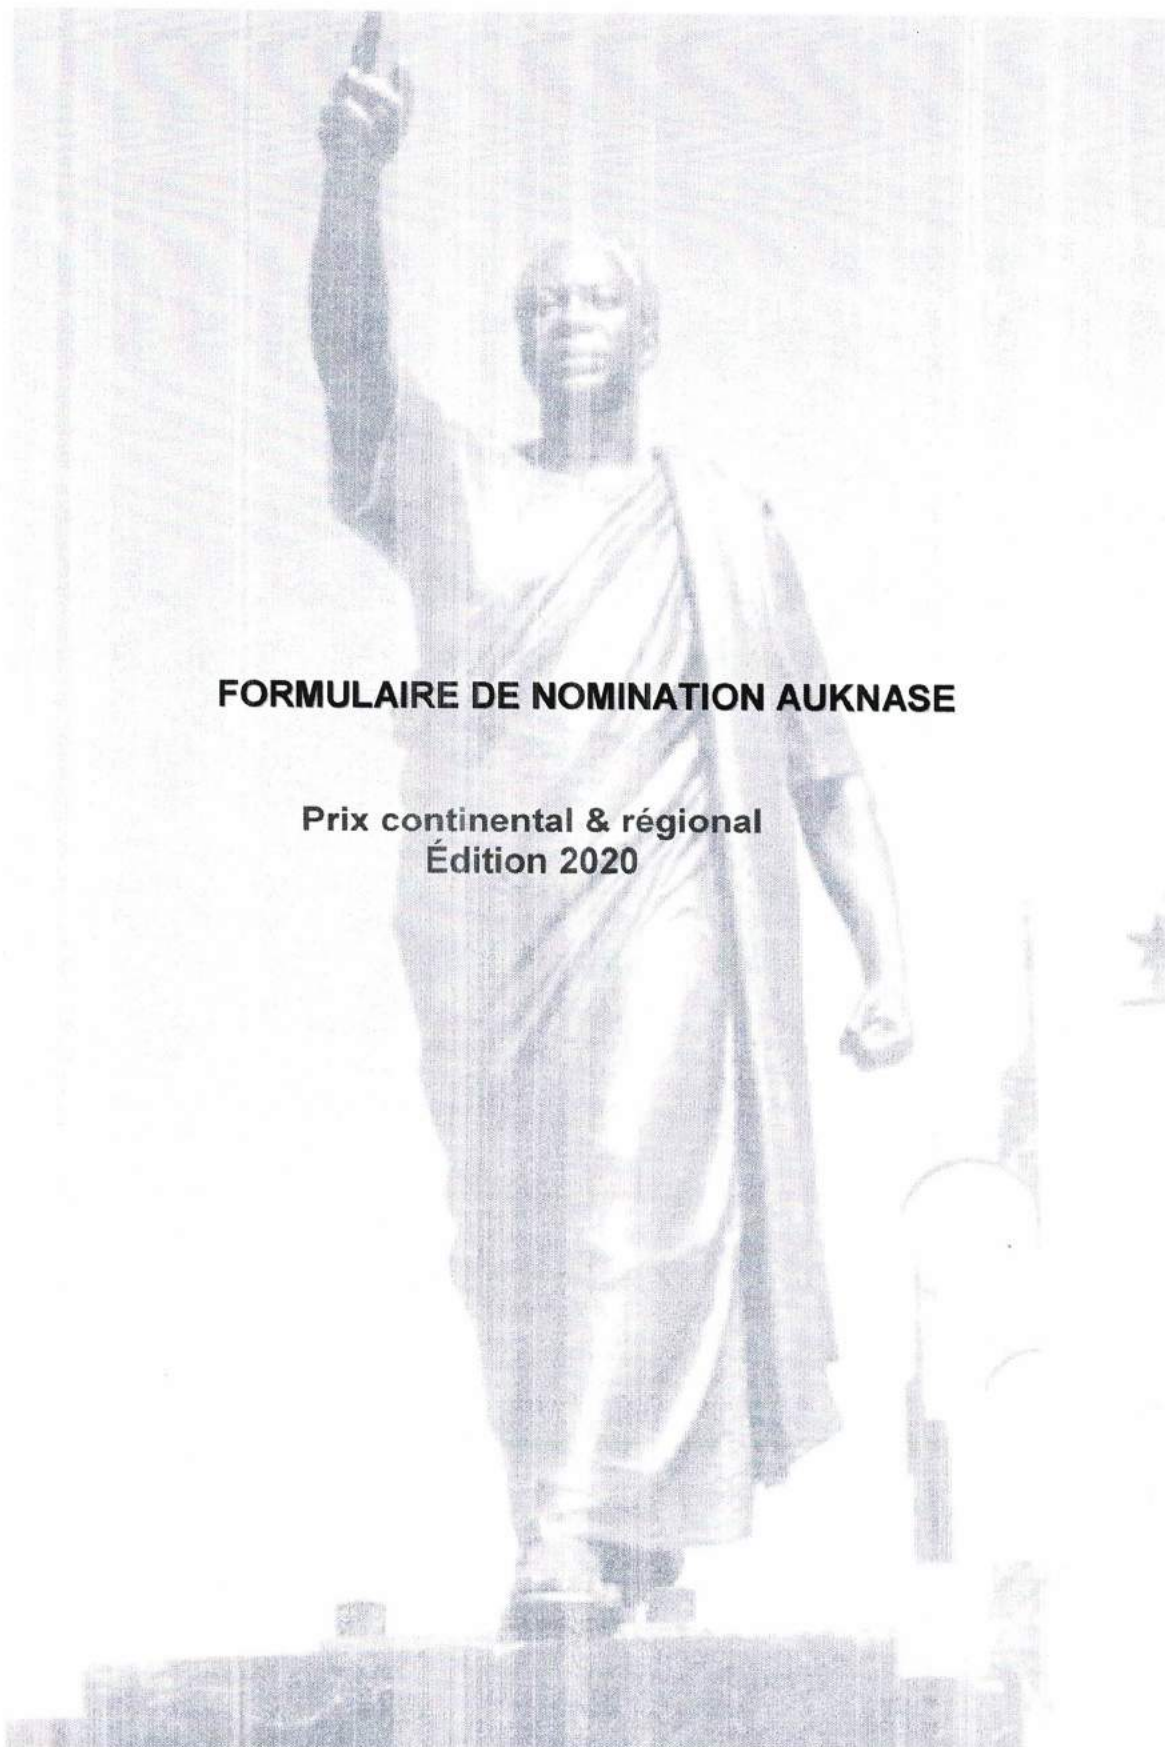 FORMULAIRE DE NOMINATION AUKNASE
Prix continental & régional
Édition 2020